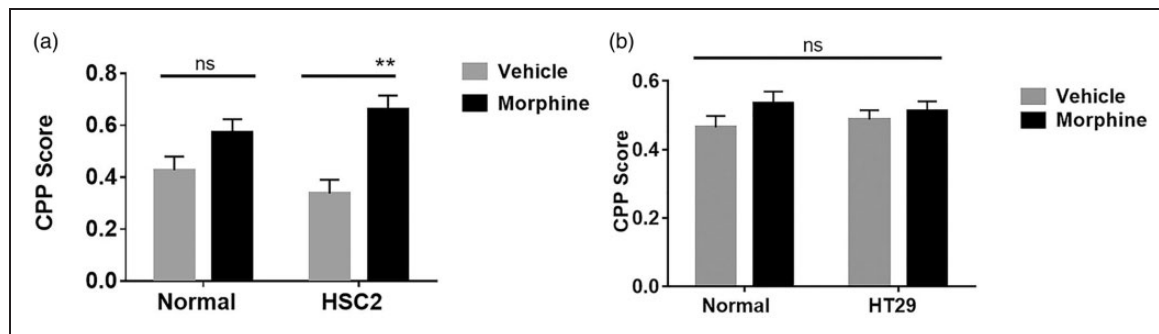 (a)
ns
**
Vehicle
Morphine
CPP Score
0.8
0.6
0.4
0.2
0.0
Normal HSC2
(b)
ns
Vehicle
Morphine
CPP Score
0.6
0.4
0.2
0.0
Normal HT29